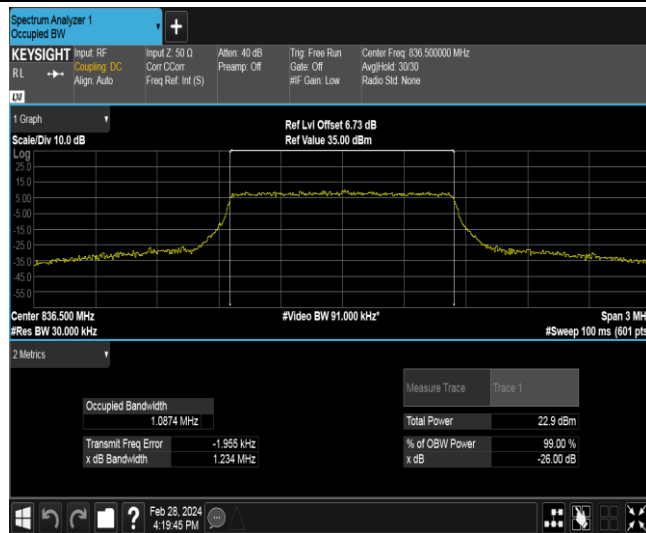 Spectrum Analyzer 1
Occupied BW
+
KEYSIGHT
RL
Input: RF
Coupling: DC
Align: Auto
Input Z: 50 Ω
Corr CCorr
Freq Ref: Int (S)
Atten: 40 dB
Preamp: Off
Trig: Free Run
Gate: Off
#IF Gain: Low
Center Freq: 836.500000 MHz
Avg|Hold: 30/30
Radio Std: None
1 Graph
Scale/Div 10.0 dB
Ref Lvl Offset 6.73 dB
Ref Value 35.00 dBm
Log
25.0
15.0
5.00
-5.00
-15.0
-25.0
-35.0
-45.0
-55.0
Center 836.500 MHz
#Res BW 30.000 kHz
#Video BW 91.000 kHz*
Span 3 MH
#Sweep 100 ms (601 pts
2 Metrics
Measure Trace Trace 1
Occupied Bandwidth
1.0874 MHz
Total Power 22.9 dBm
Transmit Freq Error -1.955 kHz
% of OBW Power 99.00 %
x dB Bandwidth 1.234 MHz
x dB -26.00 dB
?
Feb 28, 2024
4:19:45 PM